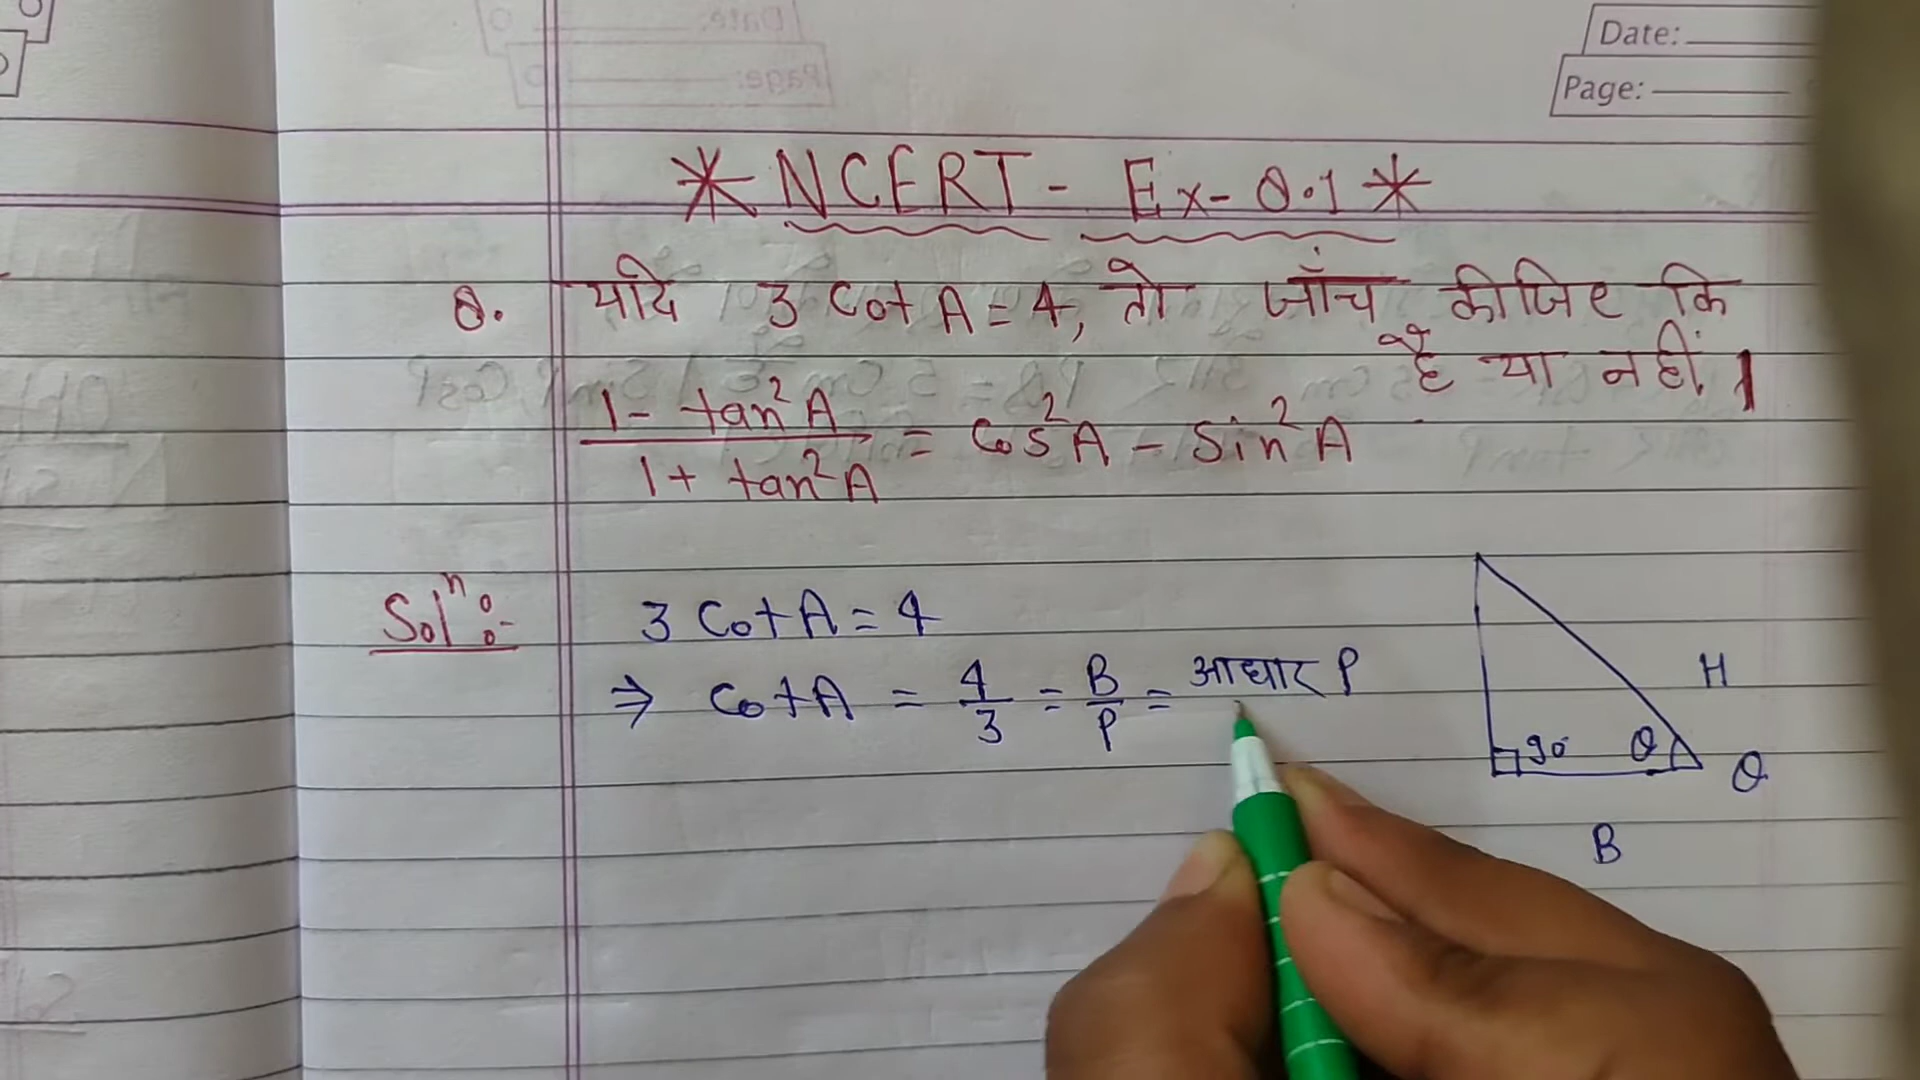 Date:
Page:
* NCERT - Ex- 8.1 *
Q. यदि 3 Cot A = 4, तो जाँच कीजिए कि
है या नहीं।
1 - tan²A / 1 + tan²A = Cos²A - Sin²A
Solⁿ:-
3 Cot A = 4
⇒ Cot A = 4/3 = B/P = आधार P
H
90° θ
θ
B